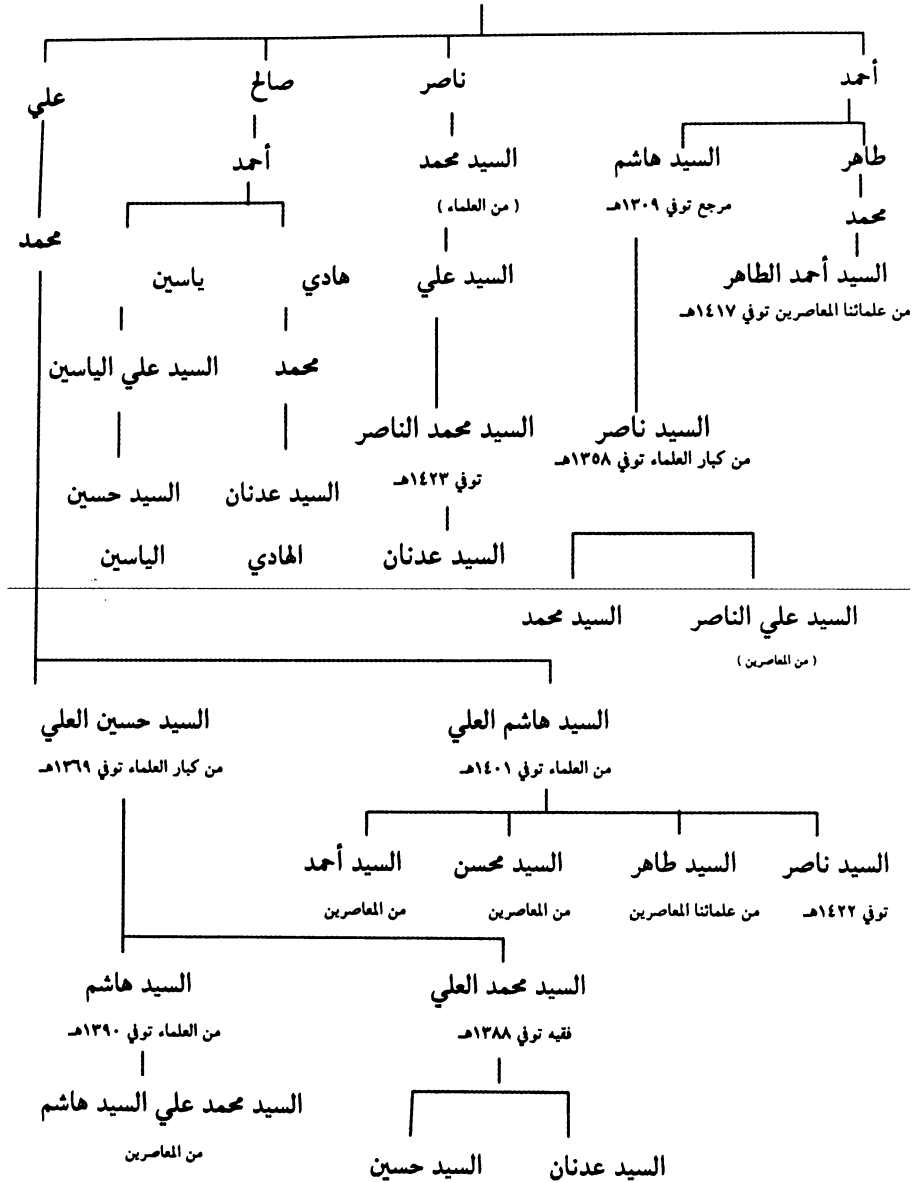 أحمد
ناصر
صالح
علي
طاهر
السيد هاشم
السيد محمد
أحمد
مرجع توفي ١٣٠٩هـ
( من العلماء )
محمد
محمد
السيد أحمد الطاهر
السيد علي
هادي
ياسين
من علمائنا المعاصرين توفي ١٤١٧هـ
محمد
السيد علي الياسين
السيد ناصر
السيد محمد الناصر
من كبار العلماء توفي ١٣٥٨هـ
توفي ١٤٢٣هـ
السيد عدنان
السيد حسين
السيد عدنان
الهادي
الياسين
السيد علي الناصر
السيد محمد
( من المعاصرين )
السيد هاشم العلي
السيد حسين العلي
من العلماء توفي ١٤٠١هـ
من كبار العلماء توفي ١٣٦٩هـ
السيد ناصر
السيد طاهر
السيد محسن
السيد أحمد
توفي ١٤٢٢هـ
من علمائنا المعاصرين
من المعاصرين
من المعاصرين
السيد محمد العلي
السيد هاشم
فقيه توفي ١٣٨٨هـ
من العلماء توفي ١٣٩٠هـ
السيد محمد علي السيد هاشم
من المعاصرين
السيد عدنان
السيد حسين